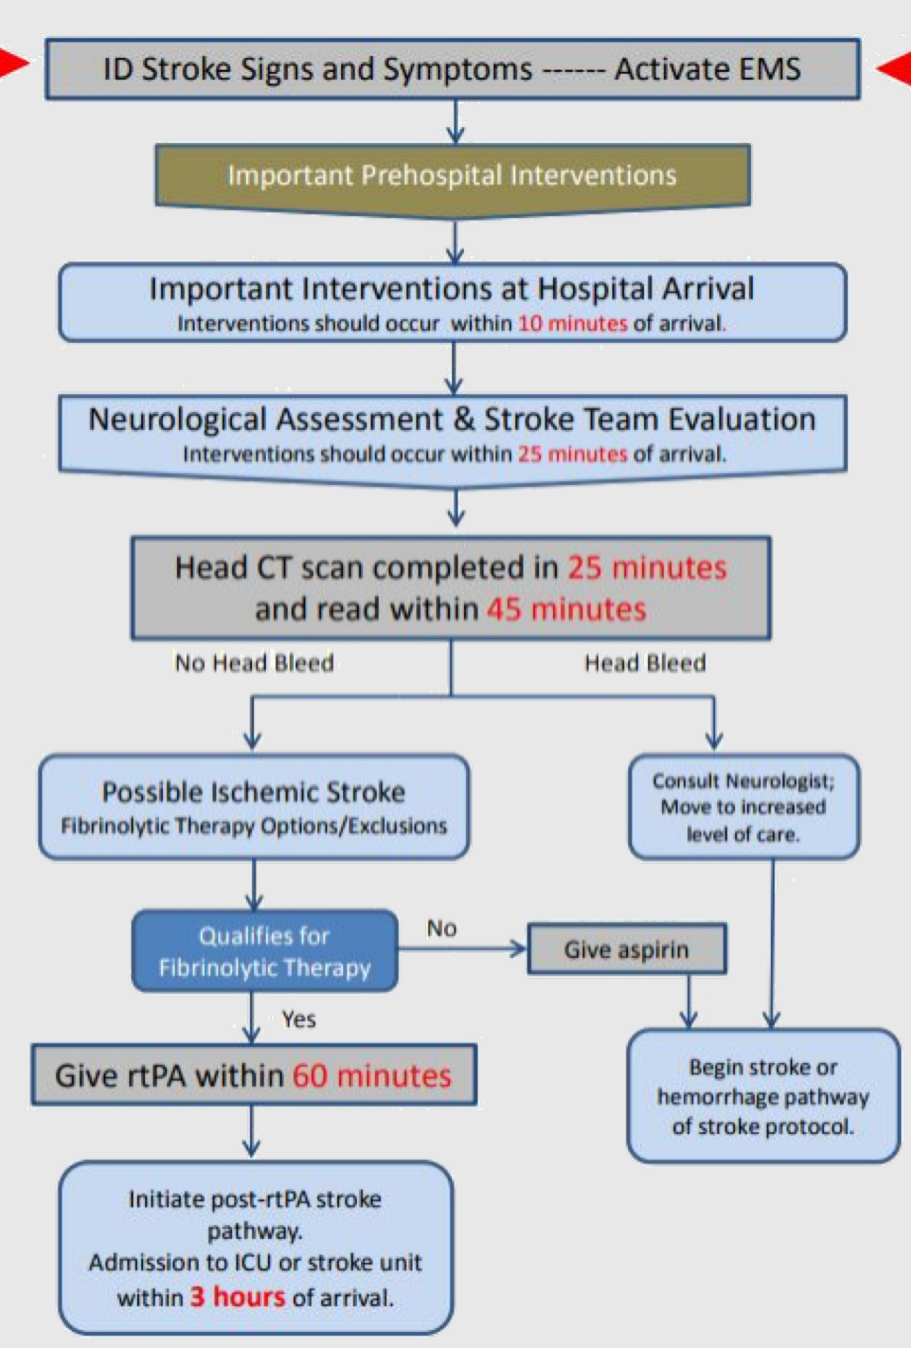 ID Stroke Signs and Symptoms ------ Activate EMS
Important Prehospital Interventions
Important Interventions at Hospital Arrival
Interventions should occur within 10 minutes of arrival.
Neurological Assessment & Stroke Team Evaluation
Interventions should occur within 25 minutes of arrival.
Head CT scan completed in 25 minutes
and read within 45 minutes
No Head Bleed
Head Bleed
Possible Ischemic Stroke
Fibrinolytic Therapy Options/Exclusions
Consult Neurologist;
Move to increased
level of care.
Qualifies for
Fibrinolytic Therapy
No
Give aspirin
Yes
Give rtPA within 60 minutes
Begin stroke or
hemorrhage pathway
of stroke protocol.
Initiate post-rtPA stroke
pathway.
Admission to ICU or stroke unit
within 3 hours of arrival.